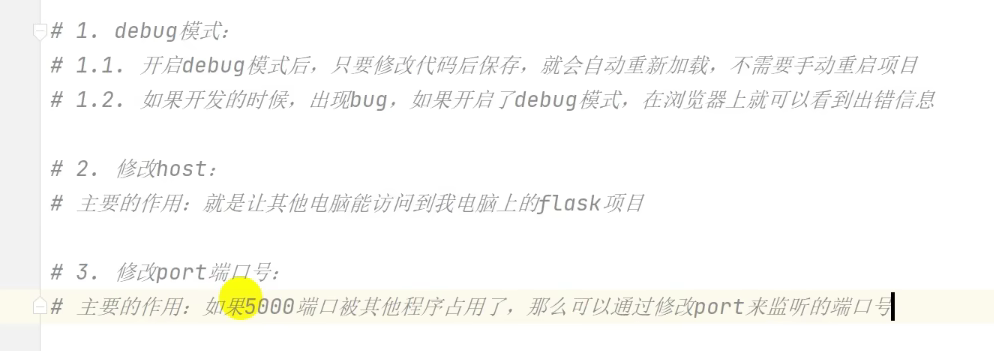 # 1. debug模式：
# 1.1. 开启debug模式后，只要修改代码后保存，就会自动重新加载，不需要手动重启项目
# 1.2. 如果开发的时候，出现bug，如果开启了debug模式，在浏览器上就可以看到出错信息
# 2. 修改host：
# 主要的作用：就是让其他电脑能访问到我电脑上的flask项目
# 3. 修改port端口号：
# 主要的作用：如果5000端口被其他程序占用了，那么可以通过修改port来监听的端口号